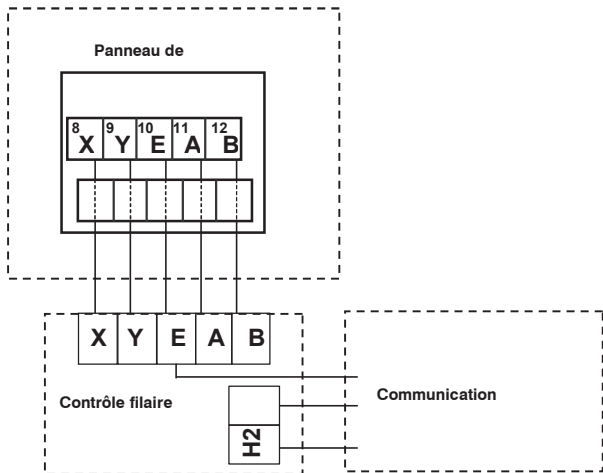 Panneau de
8 9 10 11 12
X Y E A B
X Y E A B
Contrôle filaire
Communication
H2